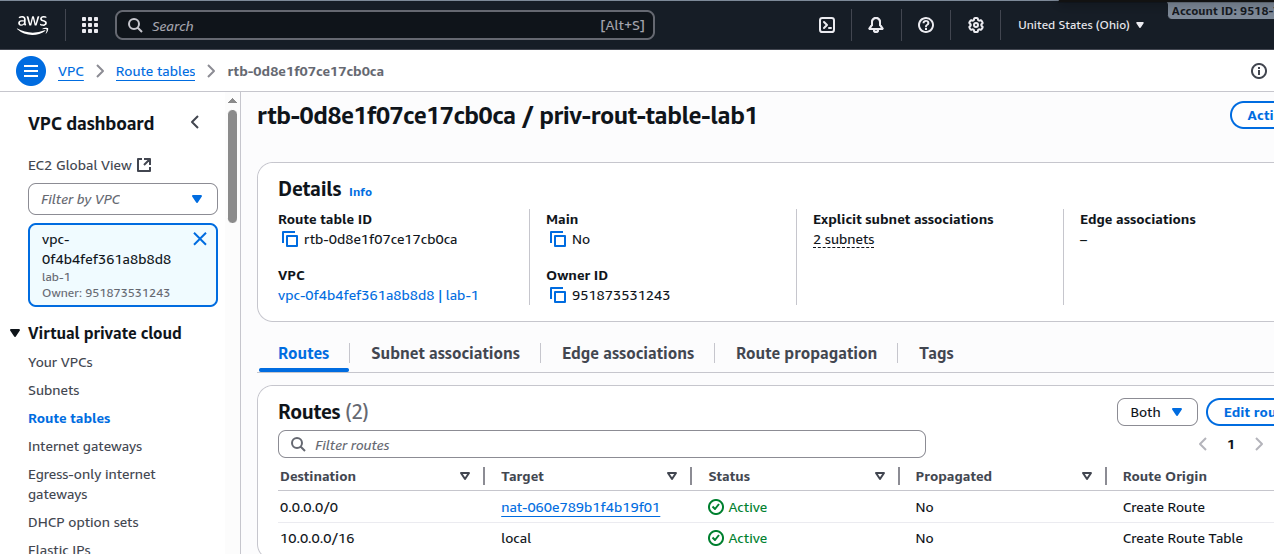 aws
Search [Alt+S] United States (Ohio) Account ID: 9518-
VPC Route tables rtb-0d8e1f07ce17cb0ca
VPC dashboard
EC2 Global View
Filter by VPC
vpc-
0f4b4fef361a8b8d8
lab-1
Owner: 951873531243
Virtual private cloud
Your VPCs
Subnets
Route tables
Internet gateways
Egress-only internet
gateways
DHCP option sets
Elastic IPs
rtb-0d8e1f07ce17cb0ca / priv-rout-table-lab1
Acti
Details Info
Route table ID
rtb-0d8e1f07ce17cb0ca
Main
No
Explicit subnet associations
2 subnets
Edge associations
–
VPC
vpc-0f4b4fef361a8b8d8 | lab-1
Owner ID
951873531243
Routes Subnet associations Edge associations Route propagation Tags
Routes (2) Both Edit rou
Filter routes 1
Destination Target Status Propagated Route Origin
0.0.0.0/0 nat-060e789b1f4b19f01 Active No Create Route
10.0.0.0/16 local Active No Create Route Table